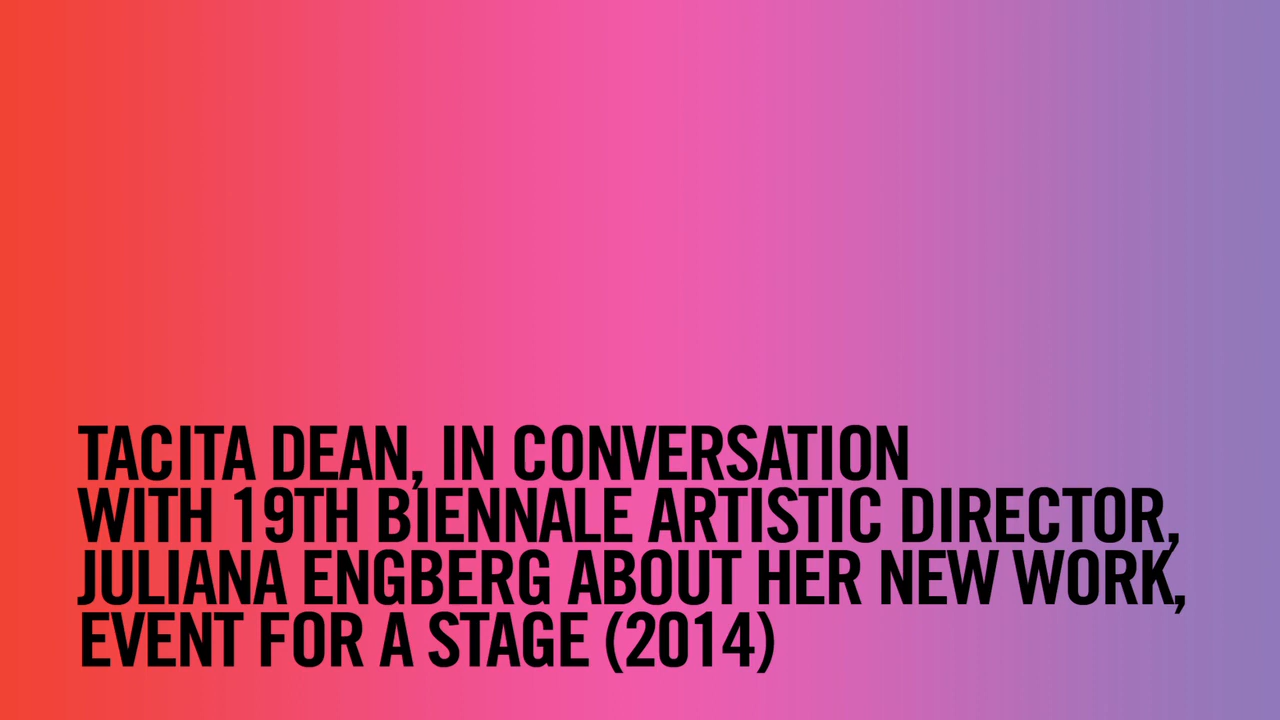 TACITA DEAN, IN CONVERSATION
WITH 19TH BIENNALE ARTISTIC DIRECTOR,
JULIANA ENGBERG ABOUT HER NEW WORK,
EVENT FOR A STAGE (2014)